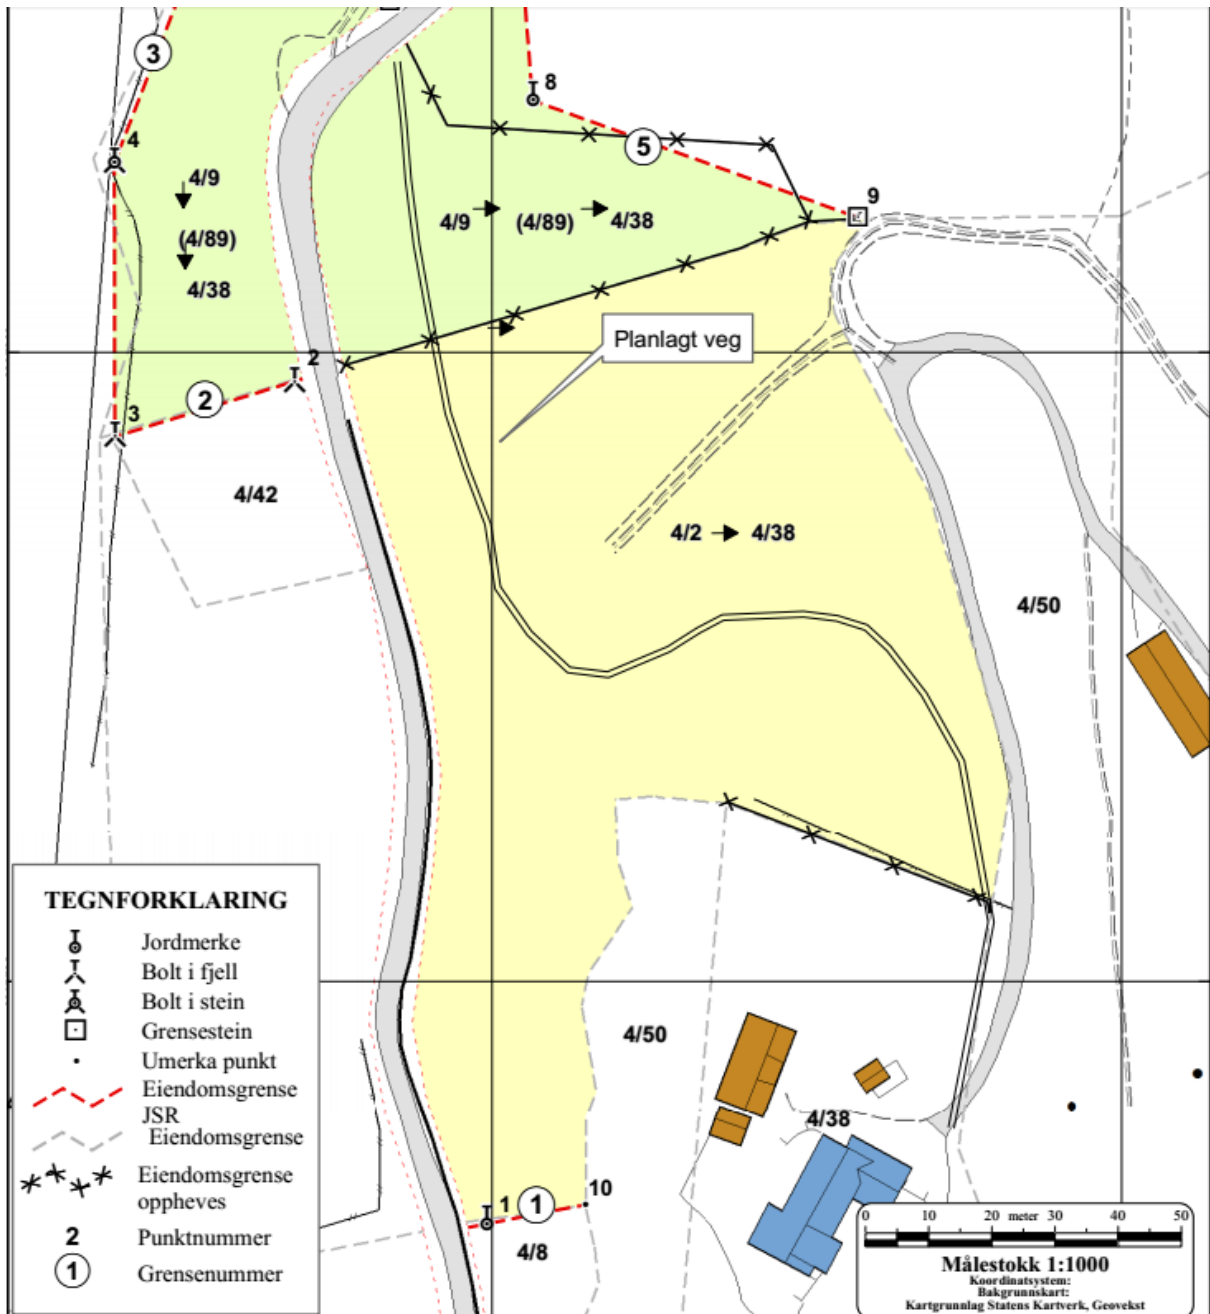 3
8
4
5
4/9
9
4/9 (4/89) 4/38
(4/89)
4/38
Planlagt veg
2
2
3
4/42
4/2 4/38
4/50
TEGNFORKLARING
Jordmerke
Bolt i fjell
Bolt i stein
Grensestein
Umerka punkt
Eiendomsgrense
JSR
Eiendomsgrense
Eiendomsgrense
oppheves
2 Punktnummer
1 Grensenummer
4/50
4/38
1 1 10
4/8
0 10 20 meter 30 40 50
Målestokk 1:1000
Koordinatsystem:
Bakgrunnskart:
Kartgrunnlag Statens Kartverk, Geovekst